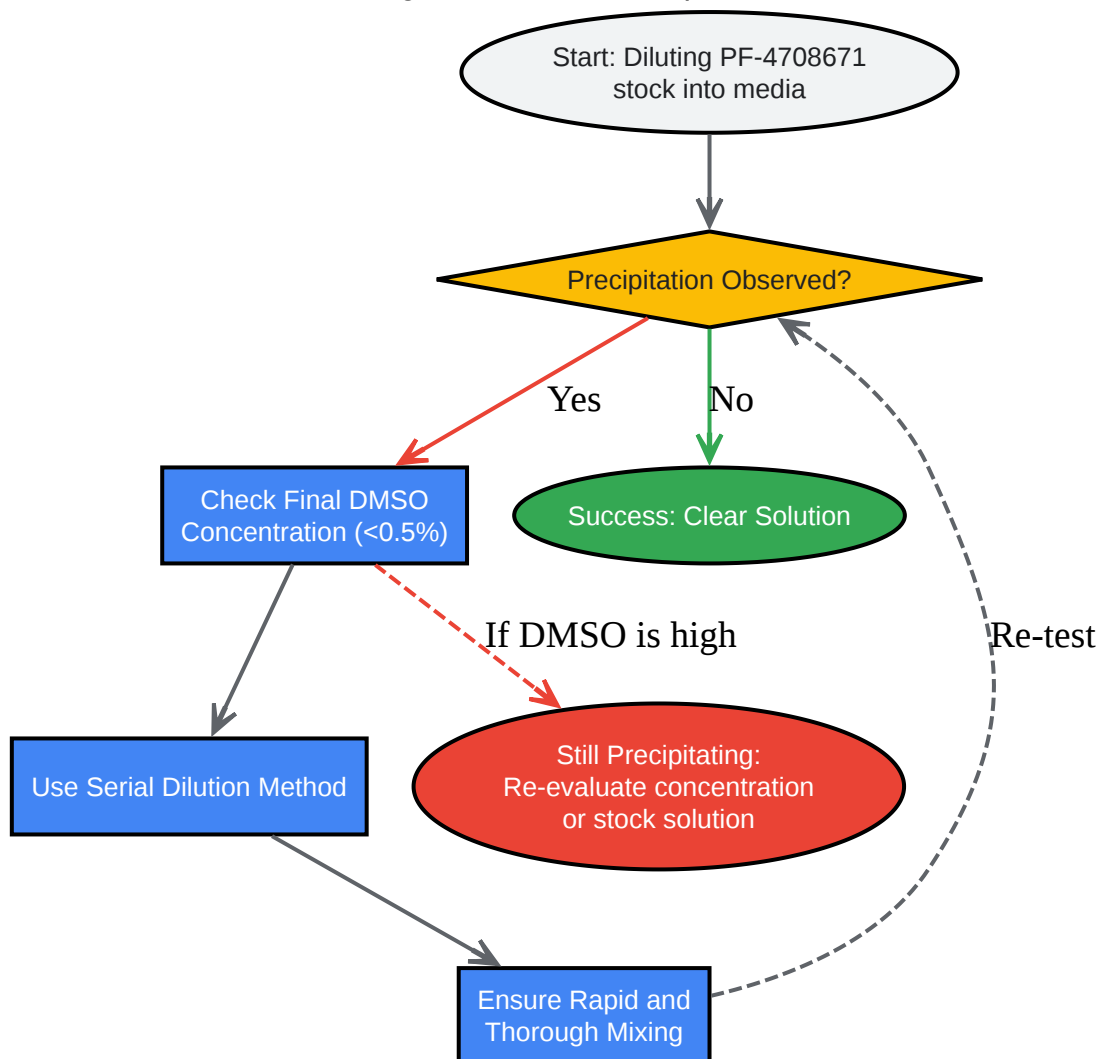 Start: Diluting PF-4708671
stock into media
Precipitation Observed?
Yes
No
Check Final DMSO
Concentration (<0.5%)
Success: Clear Solution
If DMSO is high
Re-test
Use Serial Dilution Method
Still Precipitating:
Re-evaluate concentration
or stock solution
Ensure Rapid and
Thorough Mixing